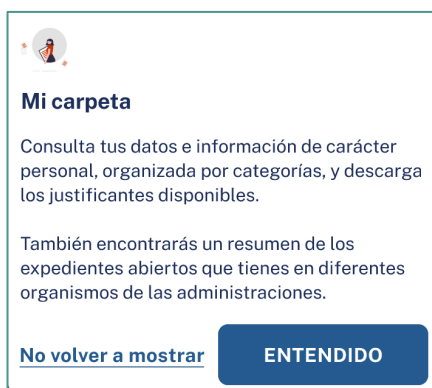 Mi carpeta
Consulta tus datos e información de carácter
personal, organizada por categorías, y descarga
los justificantes disponibles.
También encontrarás un resumen de los
expedientes abiertos que tienes en diferentes
organismos de las administraciones.
No volver a mostrar ENTENDIDO